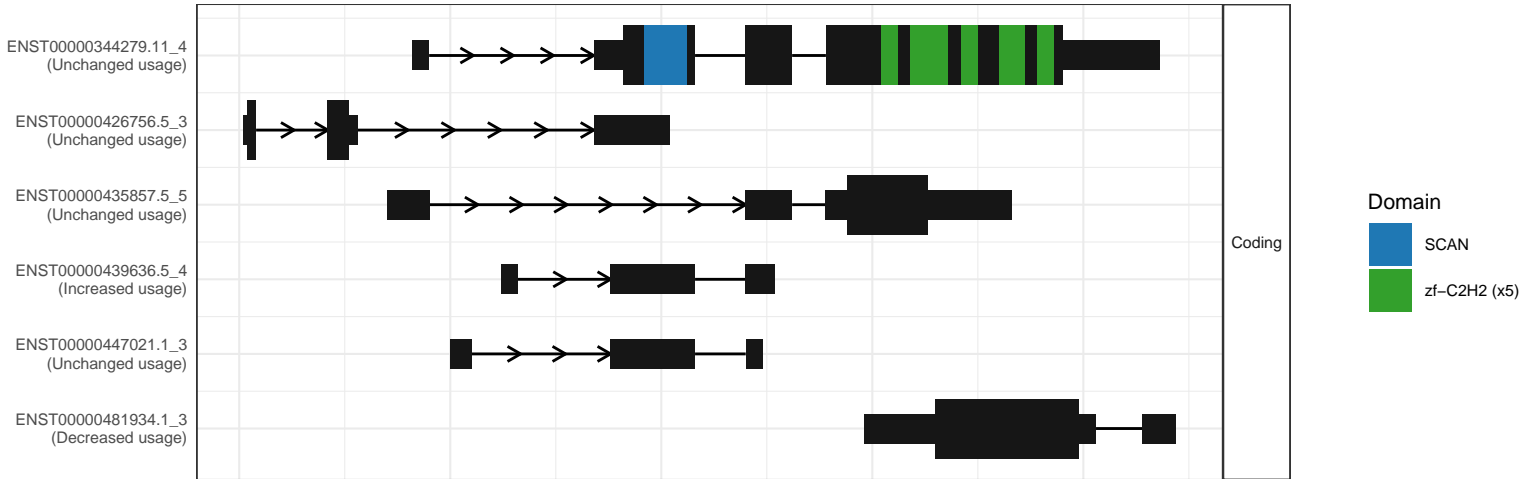 ENST00000344279.11_4
(Unchanged usage)
ENST00000426756.5_3
(Unchanged usage)
ENST00000435857.5_5
(Unchanged usage)
ENST00000439636.5_4
(Increased usage)
ENST00000447021.1_3
(Unchanged usage)
ENST00000481934.1_3
(Decreased usage)
Coding
Domain
SCAN
zf−C2H2 (x5)